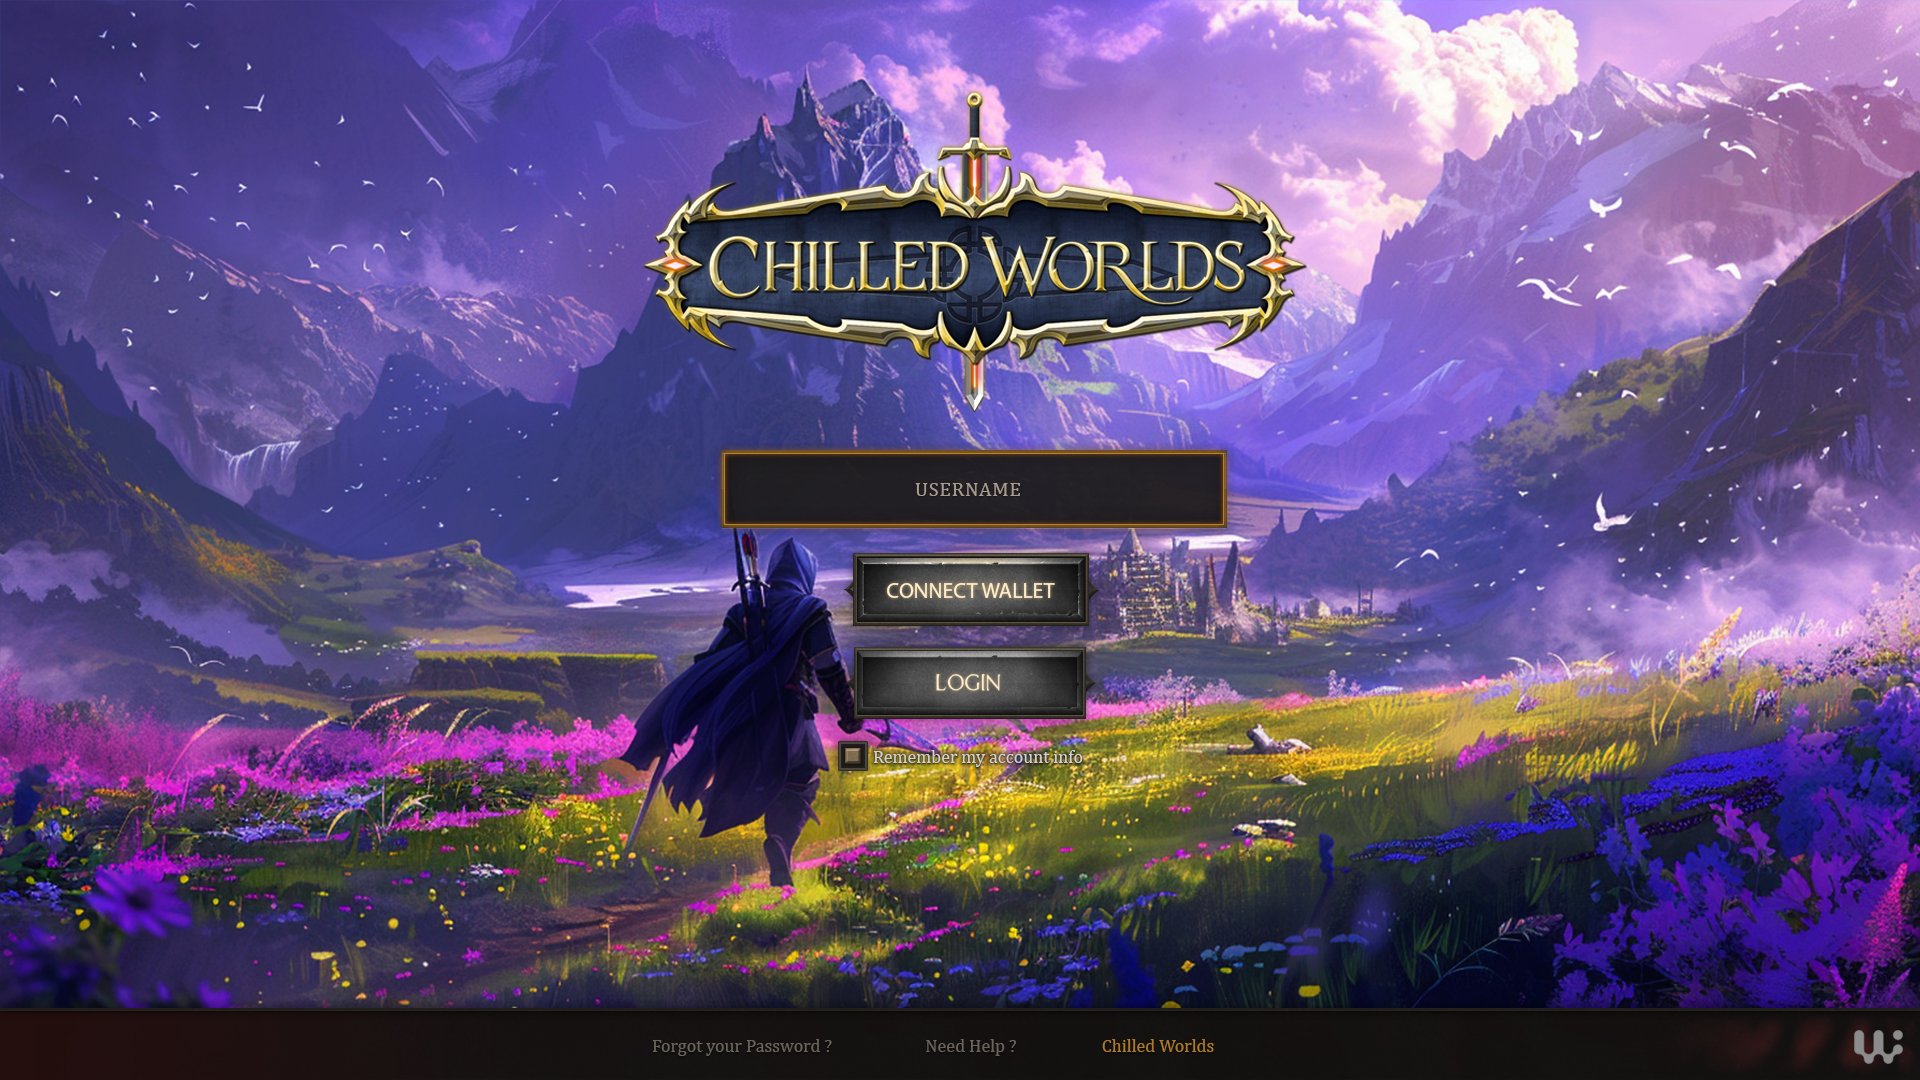 CHILLED WORLDS
USERNAME
CONNECT WALLET
LOGIN
Remember my account info
Forgot your Password ?
Need Help ?
Chilled Worlds